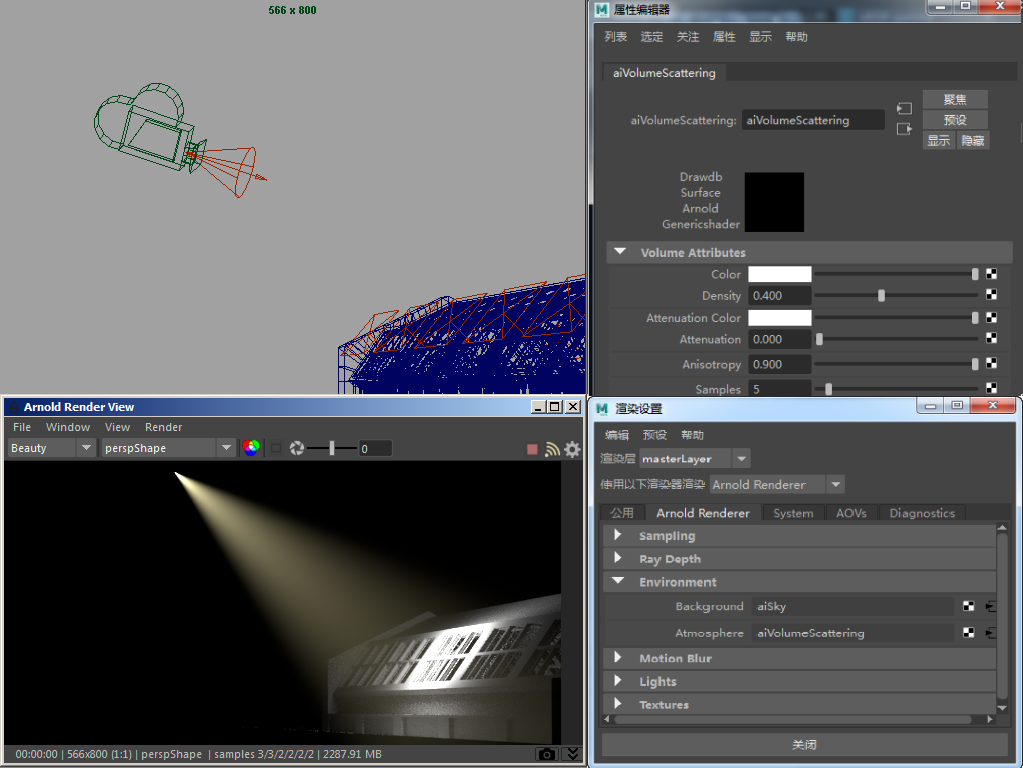 566 x 800
属性编辑器
列表 选定 关注 属性 显示 帮助
aiVolumeScattering
aiVolumeScattering: aiVolumeScattering
聚焦
预设
显示 隐藏
Drawdb
Surface
Arnold
Genericshader
Volume Attributes
Color
Density 0.400
Attenuation Color
Attenuation 0.000
Anisotropy 0.900
Samples 5
Arnold Render View
File Window View Render
Beauty perspShape 0
00:00:00 | 566x800 (1:1) | perspShape | samples 3/3/2/2/2/2 | 2287.91 MB
渲染设置
编辑 预设 帮助
渲染层 masterLayer
使用以下渲染器渲染 Arnold Renderer
公用 Arnold Renderer System AOVs Diagnostics
Sampling
Ray Depth
Environment
Background aiSky
Atmosphere aiVolumeScattering
Motion Blur
Lights
Textures
关闭